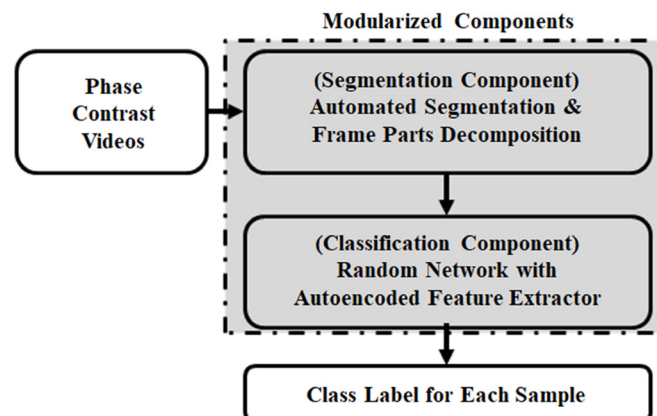 Modularized Components
Phase
Contrast
Videos
(Segmentation Component)
Automated Segmentation &
Frame Parts Decomposition
(Classification Component)
Random Network with
Autoencoded Feature Extractor
Class Label for Each Sample